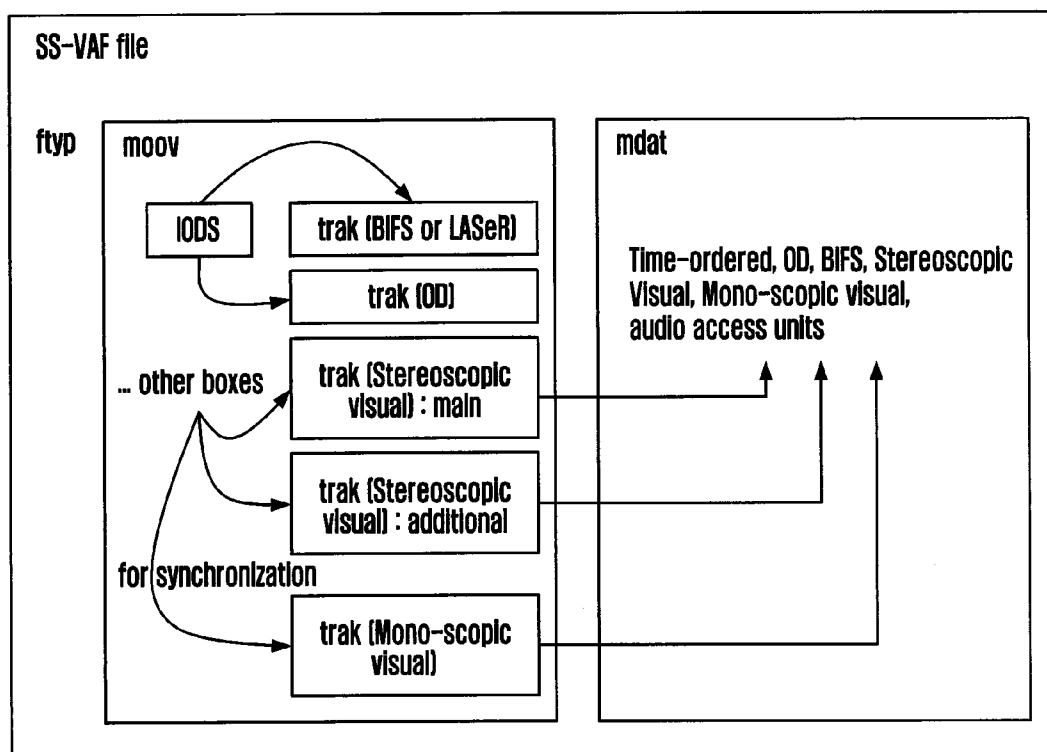 SS-VAF file
ftyp
moov
mdat
IODS
trak (BIFS or LASeR)
trak (OD)
Time-ordered, OD, BIFS, Stereoscopic
Visual, Mono-scopic visual,
audio access units
... other boxes
trak (Stereoscopic
visual) : main
trak (Stereoscopic
visual) : additional
for synchronization
trak (Mono-scopic
visual)